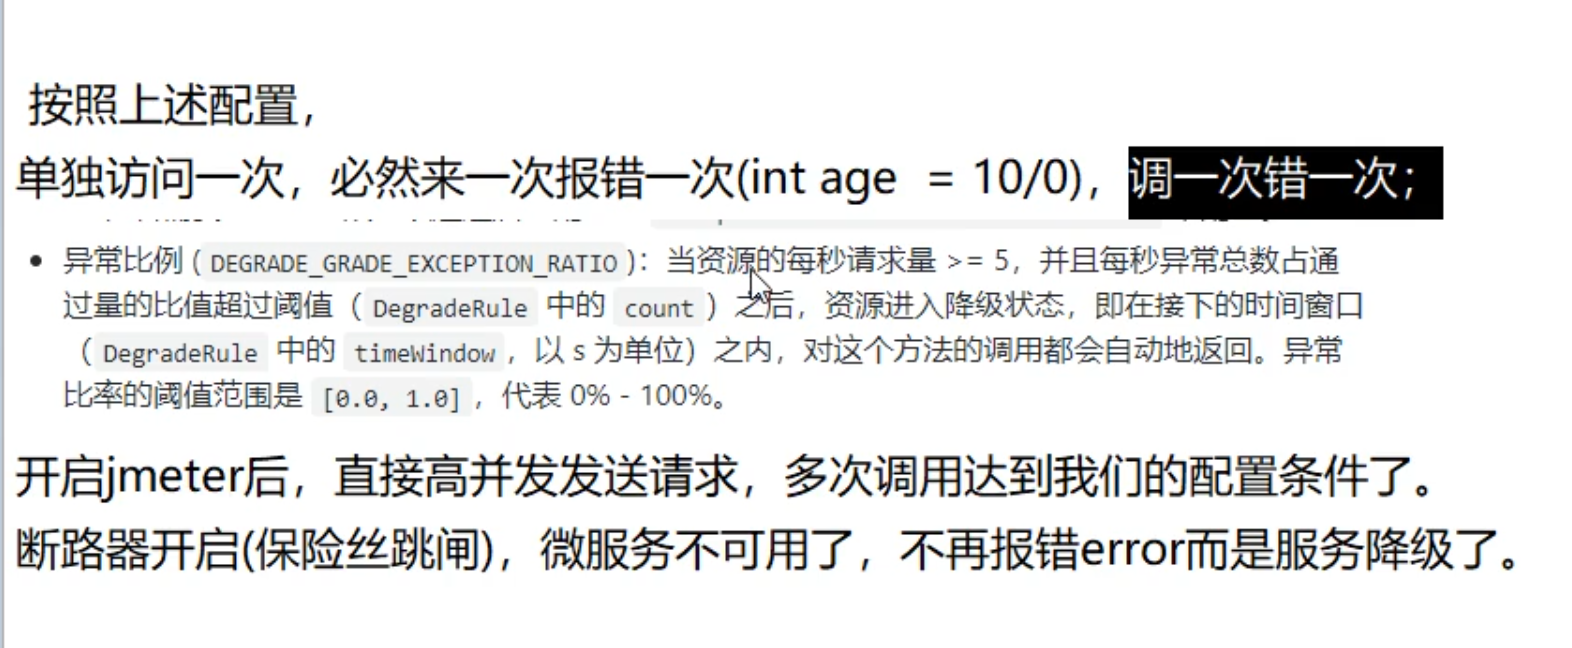 按照上述配置，
单独访问一次，必然来一次报错一次(int age = 10/0)，调一次错一次；
• 异常比例 (DEGRADE_GRADE_EXCEPTION_RATIO)：当资源的每秒请求量 >= 5，并且每秒异常总数占通
过量的比值超过阈值（DegradeRule 中的 count）之后，资源进入降级状态，即在接下的时间窗口
（DegradeRule 中的 timeWindow，以 s 为单位）之内，对这个方法的调用都会自动地返回。异常
比率的阈值范围是 [0.0, 1.0]，代表 0% - 100%。
开启jmeter后，直接高并发发送请求，多次调用达到我们的配置条件了。
断路器开启(保险丝跳闸)，微服务不可用了，不再报错error而是服务降级了。